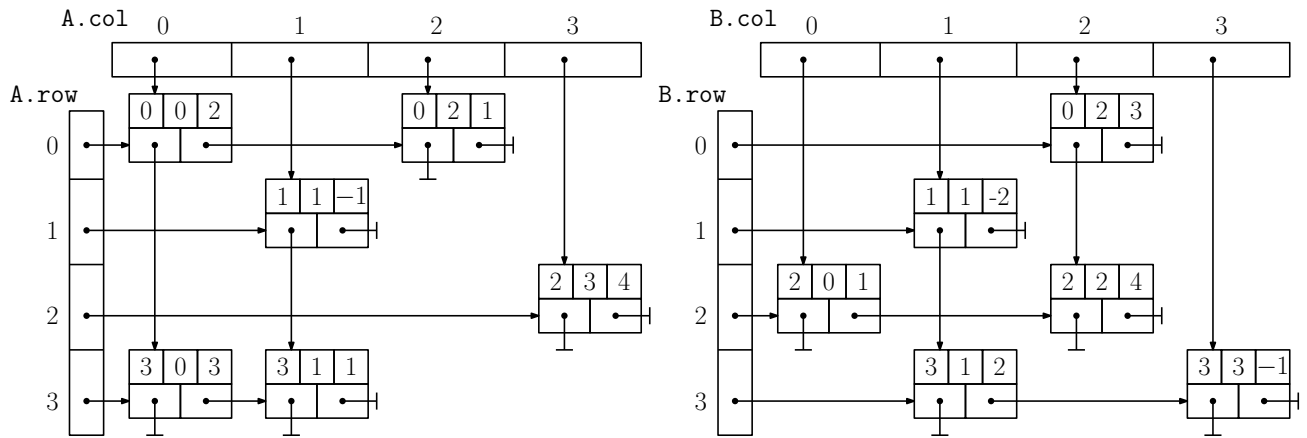 A.col 0 1 2 3 B.col 0 1 2 3
A.row B.row
0 0 0 2 0 2 1 0 0 2 3
1 1 1 −1 1 1 1 -2
2 2 3 4 2 2 0 1 2 2 4
3 3 0 3 3 1 1 3 3 1 2 3 3 −1